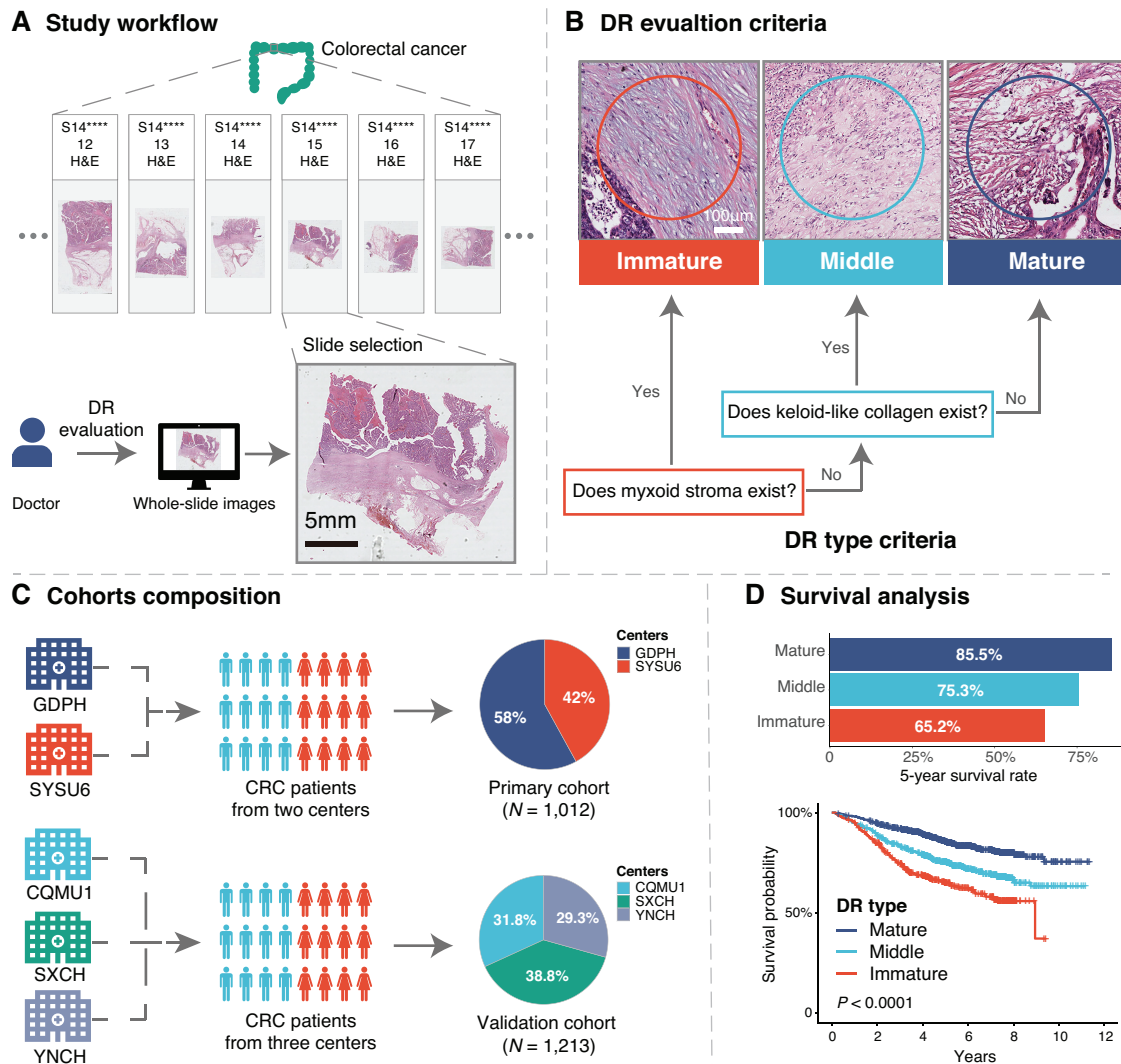 A Study workflow
Colorectal cancer
S14****
12
H&E
S14****
13
H&E
S14****
14
H&E
S14****
15
H&E
S14****
16
H&E
S14****
17
H&E
Slide selection
DR
evaluation
Doctor
Whole-slide images
5mm
B DR evualtion criteria
100μm
Immature
Middle
Mature
Yes
Yes
No
Does keloid-like collagen exist?
No
Does myxoid stroma exist?
DR type criteria
C Cohorts composition
GDPH
SYSU6
CRC patients
from two centers
Centers
GDPH
SYSU6
58%
42%
Primary cohort
(N = 1,012)
CQMU1
SXCH
YNCH
CRC patients
from three centers
Centers
CQMU1
SXCH
YNCH
31.8%
29.3%
38.8%
Validation cohort
(N = 1,213)
D Survival analysis
Mature
85.5%
Middle
75.3%
Immature
65.2%
0 25% 50% 75%
5-year survival rate
100%
50%
0
Survival probability
DR type
Mature
Middle
Immature
P < 0.0001
0 2 4 6 8 10 12
Years